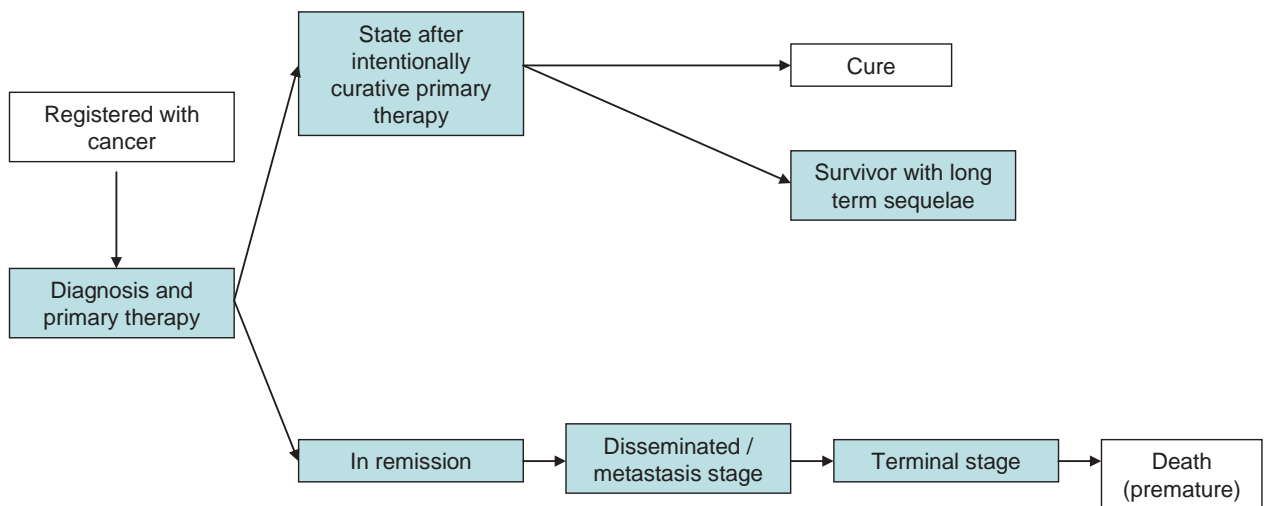 State after
intentionally
curative primary
therapy
Cure
Registered with
cancer
Survivor with long
term sequelae
Diagnosis and
primary therapy
In remission
Disseminated /
metastasis stage
Terminal stage
Death
(premature)